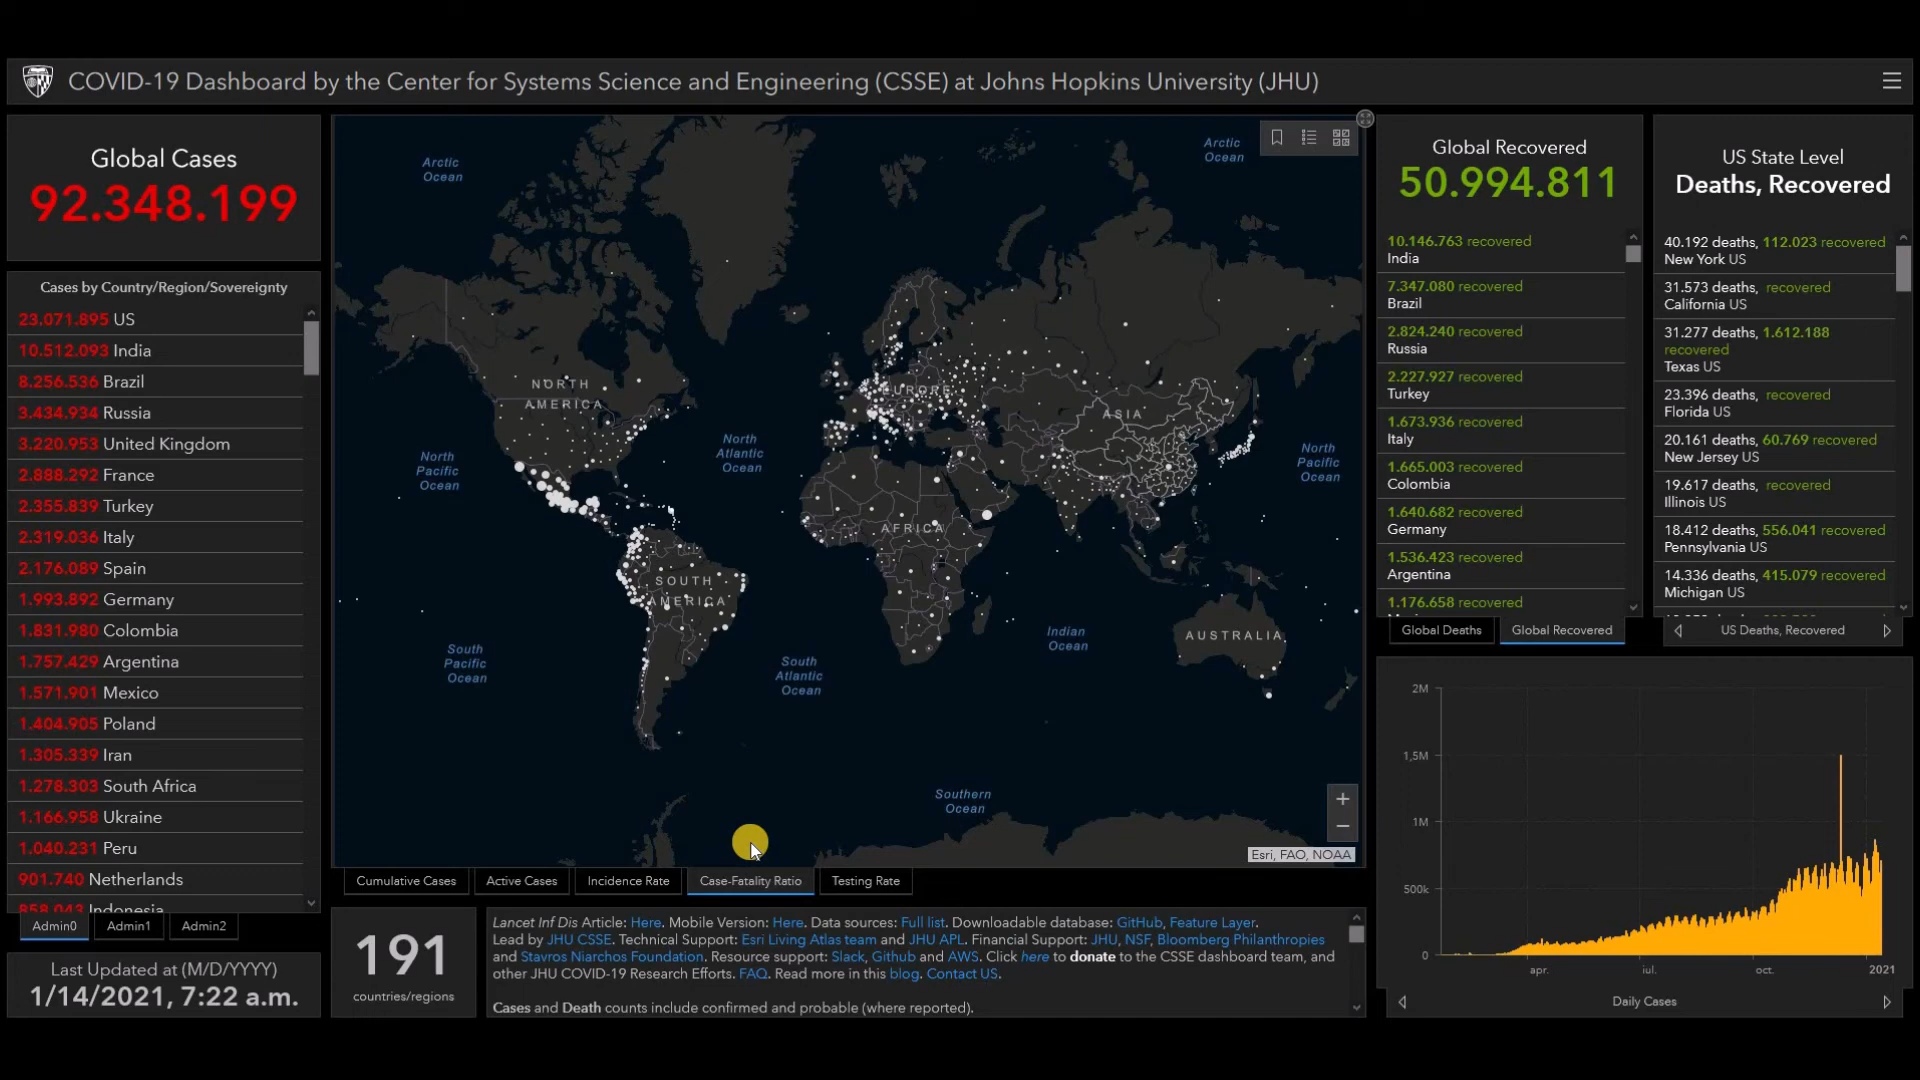 COVID-19 Dashboard by the Center for Systems Science and Engineering (CSSE) at Johns Hopkins University (JHU)
Global Cases
92.348.199
Cases by Country/Region/Sovereignty
23.071.895 US
10.512.093 India
8.256.536 Brazil
3.434.934 Russia
3.220.953 United Kingdom
2.888.292 France
2.355.839 Turkey
2.319.036 Italy
2.176.089 Spain
1.993.892 Germany
1.831.980 Colombia
1.757.429 Argentina
1.571.901 Mexico
1.404.905 Poland
1.305.339 Iran
1.278.303 South Africa
1.166.958 Ukraine
1.040.231 Peru
901.740 Netherlands
858.043 Indonesia
Admin0
Admin1
Admin2
Last Updated at (M/D/YYYY)
1/14/2021, 7:22 a.m.
Arctic
Ocean
Arctic
Ocean
NORTH
AMERICA
EUROPE
ASIA
North
Pacific
Ocean
North
Atlantic
Ocean
North
Pacific
Ocean
AFRICA
SOUTH
AMERICA
AUSTRALIA
Indian
Ocean
South
Pacific
Ocean
South
Atlantic
Ocean
Southern
Ocean
+
−
Esri, FAO, NOAA
Cumulative Cases
Active Cases
Incidence Rate
Case-Fatality Ratio
Testing Rate
191
countries/regions
Lancet Inf Dis Article: Here. Mobile Version: Here. Data sources: Full list. Downloadable database: GitHub, Feature Layer.
Lead by JHU CSSE. Technical Support: Esri Living Atlas team and JHU APL. Financial Support: JHU, NSF, Bloomberg Philanthropies
and Stavros Niarchos Foundation. Resource support: Slack, Github and AWS. Click here to donate to the CSSE dashboard team, and
other JHU COVID-19 Research Efforts. FAQ. Read more in this blog. Contact US.
Cases and Death counts include confirmed and probable (where reported).
Global Recovered
50.994.811
10.146.763 recovered
India
7.347.080 recovered
Brazil
2.824.240 recovered
Russia
2.227.927 recovered
Turkey
1.673.936 recovered
Italy
1.665.003 recovered
Colombia
1.640.682 recovered
Germany
1.536.423 recovered
Argentina
1.176.658 recovered
Global Deaths
Global Recovered
US State Level
Deaths, Recovered
40.192 deaths, 112.023 recovered
New York US
31.573 deaths, recovered
California US
31.277 deaths, 1.612.188
recovered
Texas US
23.396 deaths, recovered
Florida US
20.161 deaths, 60.769 recovered
New Jersey US
19.617 deaths, recovered
Illinois US
18.412 deaths, 556.041 recovered
Pennsylvania US
14.336 deaths, 415.079 recovered
Michigan US
US Deaths, Recovered
2M
1,5M
1M
500k
0
apr.
iul.
oct.
2021
Daily Cases